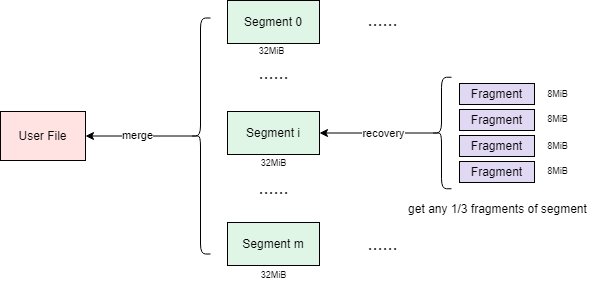 Segment 0
32MiB
......
......
Fragment 8MiB
Fragment 8MiB
User File
merge
Segment i
32MiB
recovery
Fragment 8MiB
Fragment 8MiB
......
get any 1/3 fragments of segment
Segment m
32MiB
......